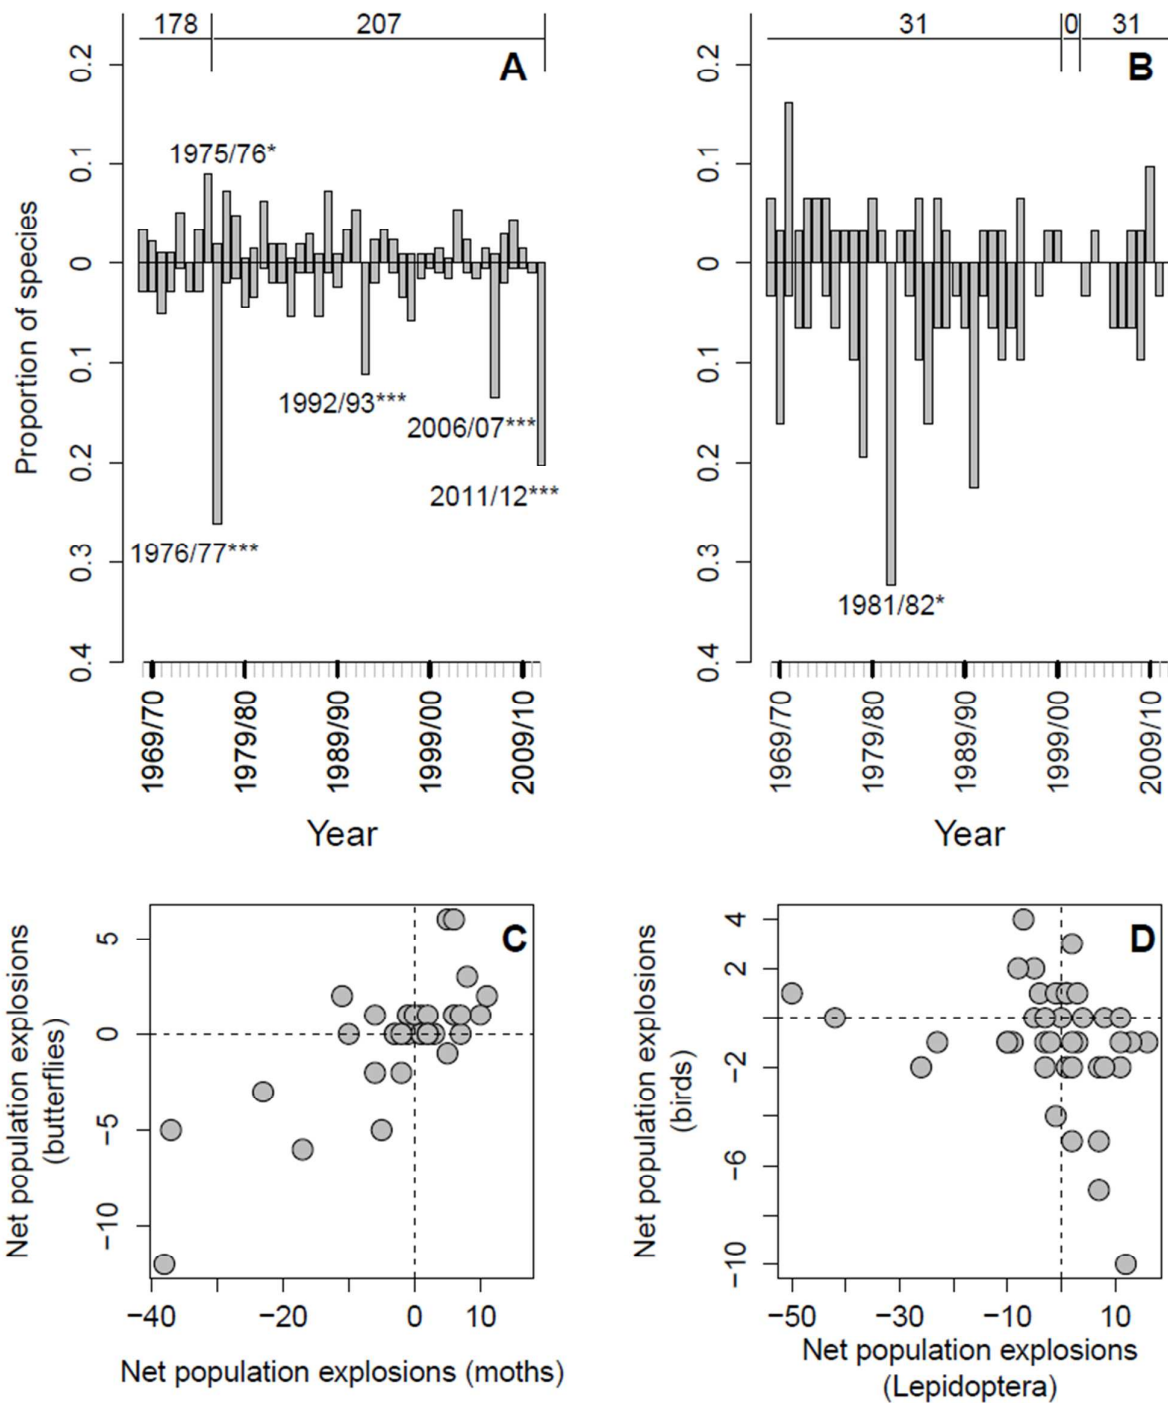 178 207
A
0.2
0.1
0
0.1
0.2
0.3
0.4
Proportion of species
1975/76*
1992/93***
2006/07***
2011/12***
1976/77***
1969/70
1979/80
1989/90
1999/00
2009/10
Year
31 0 31
B
0.2
0.1
0
0.1
0.2
0.3
0.4
1981/82*
1969/70
1979/80
1989/90
1999/00
2009/10
Year
C
5
0
−5
−10
Net population explosions
(butterflies)
−40 −20 0 10
Net population explosions (moths)
D
4
2
−2
−6
−10
Net population explosions
(birds)
−50 −30 −10 10
Net population explosions
(Lepidoptera)